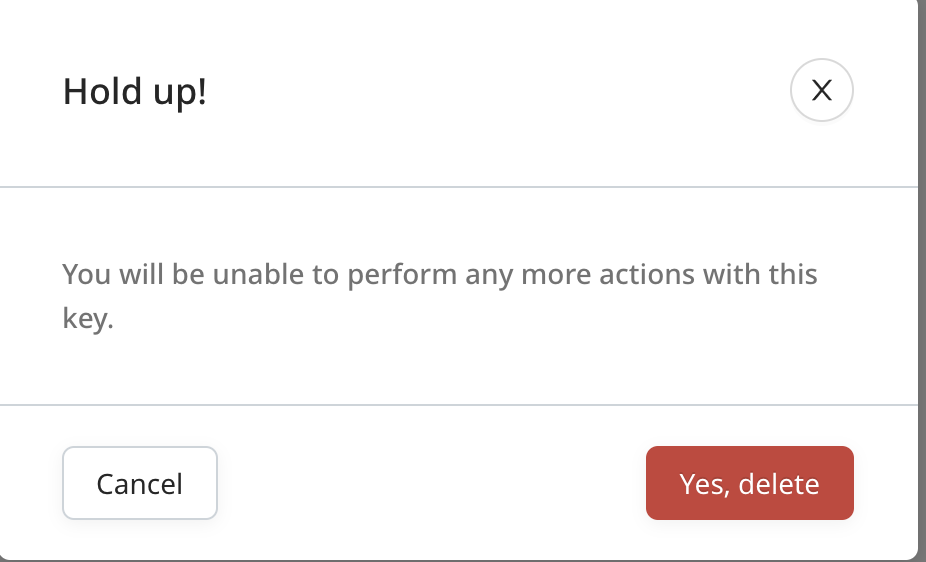 Hold up!
X
You will be unable to perform any more actions with this
key.
Cancel
Yes, delete